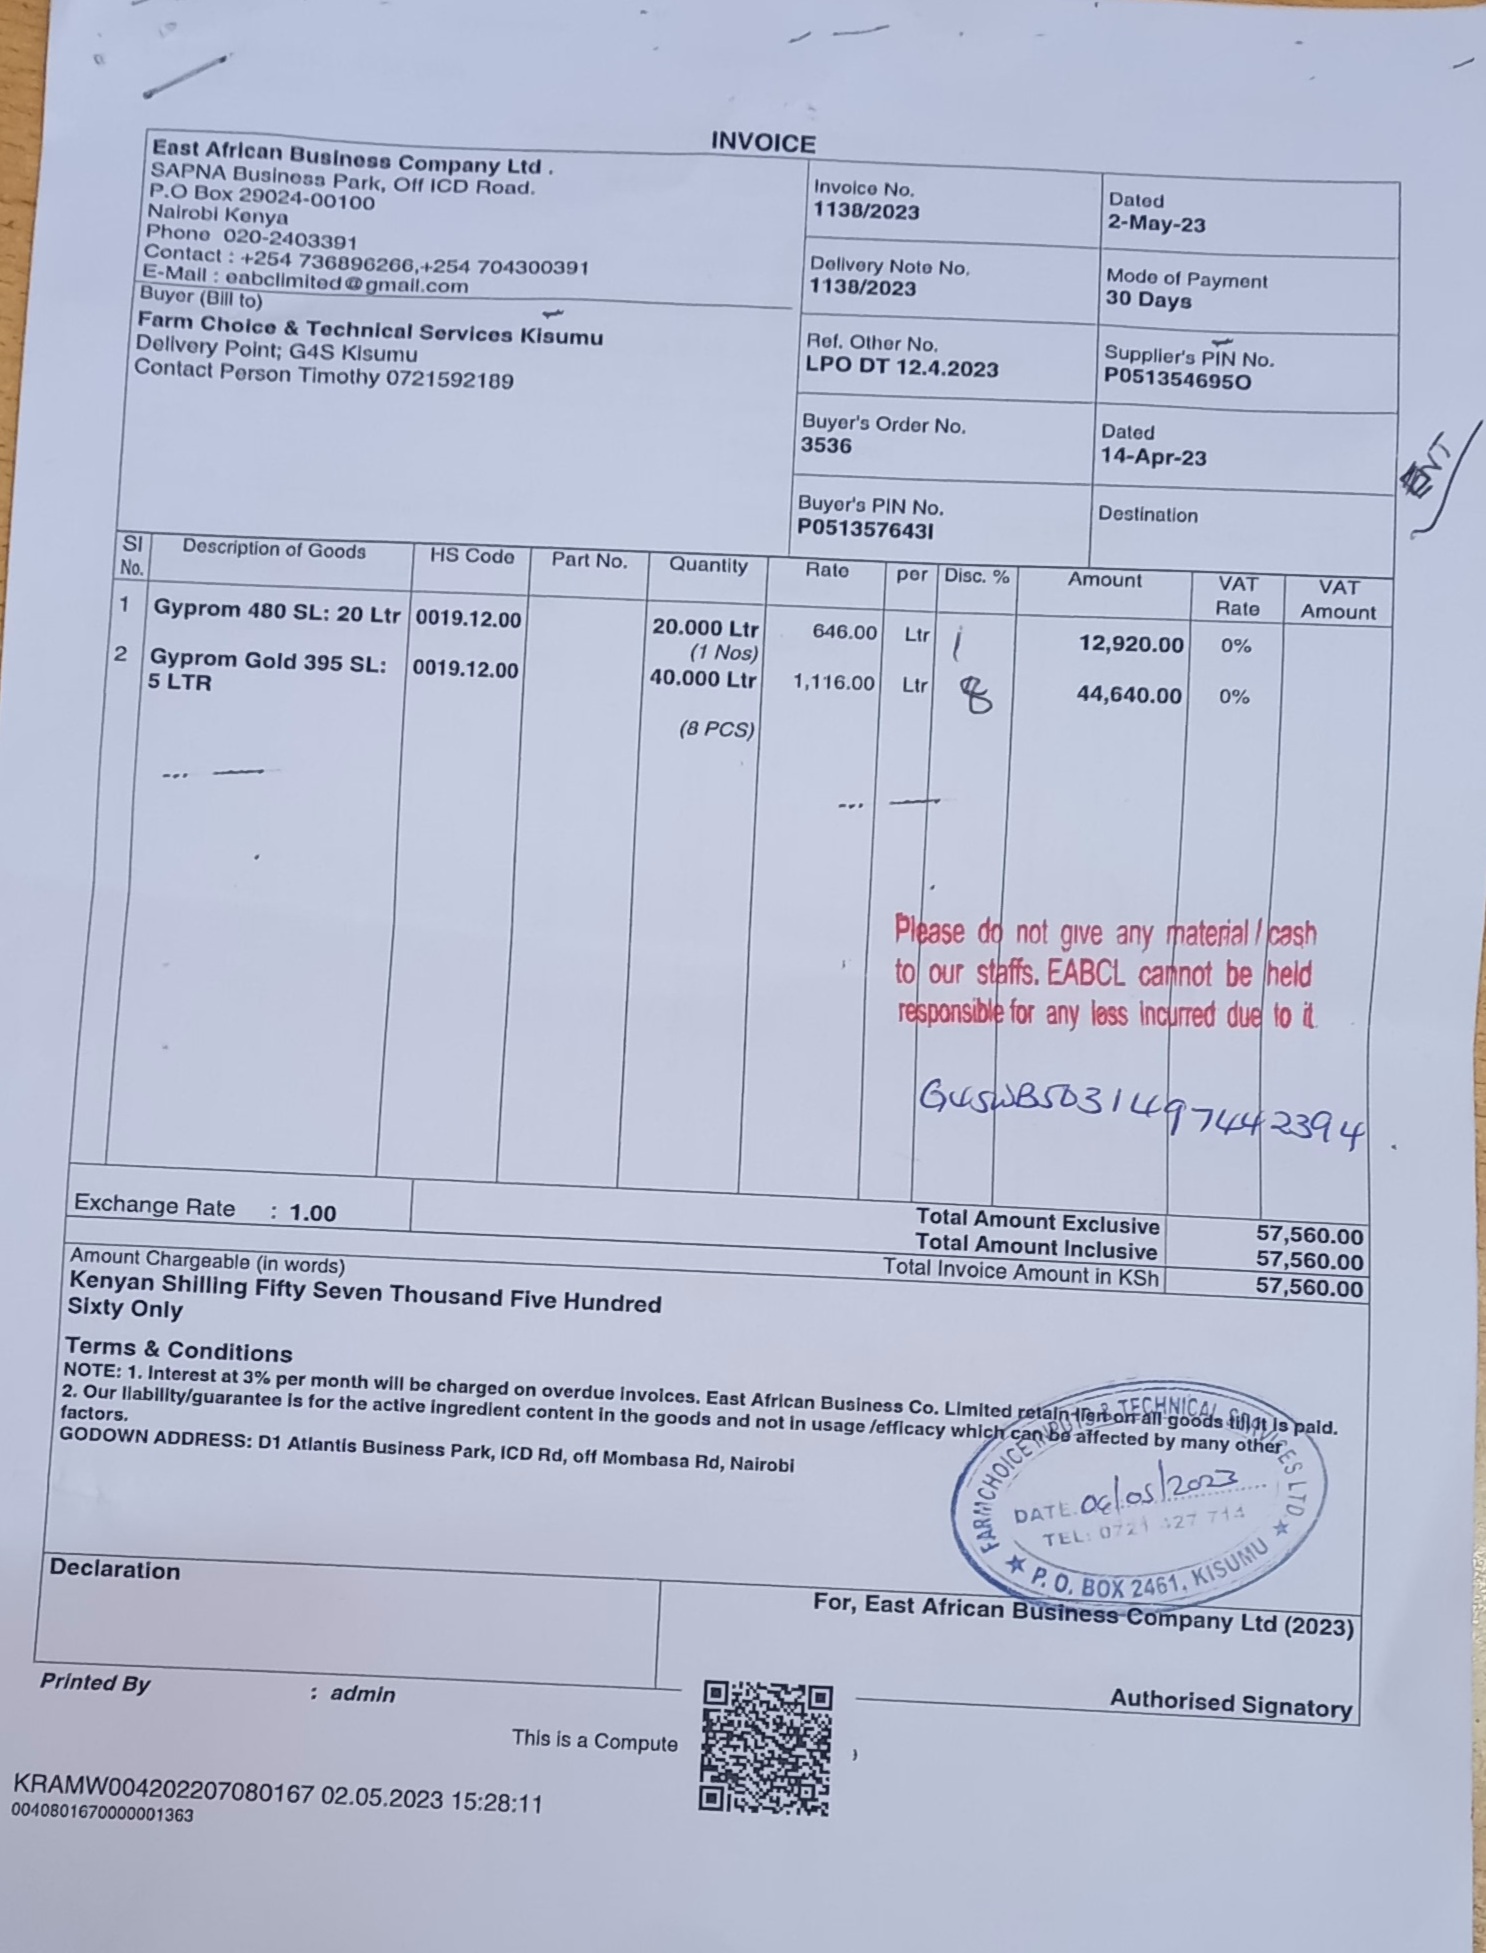 INVOICE
East African Business Company Ltd .
SAPNA Business Park, Off ICD Road.
P.O Box 29024-00100
Nairobi Kenya
Phone 020-2403391
Contact : +254 736896266,+254 704300391
E-Mail : eabclimited@gmail.com
Buyer (Bill to)
Farm Choice & Technical Services Kisumu
Delivery Point; G4S Kisumu
Contact Person Timothy 0721592189
Invoice No.
1138/2023
Dated
2-May-23
Delivery Note No.
1138/2023
Mode of Payment
30 Days
Ref. Other No.
LPO DT 12.4.2023
Supplier's PIN No.
P051354695O
Buyer's Order No.
3536
Dated
14-Apr-23
Buyer's PIN No.
P051357643I
Destination
SI No. Description of Goods HS Code Part No. Quantity Rate per Disc. % Amount VAT Rate VAT Amount
1 Gyprom 480 SL: 20 Ltr 0019.12.00 20.000 Ltr 646.00 Ltr 1 12,920.00 0%
(1 Nos)
2 Gyprom Gold 395 SL: 0019.12.00 40.000 Ltr 1,116.00 Ltr 8 44,640.00 0%
5 LTR
(8 PCS)
Please do not give any material / cash
to our staffs. EABCL cannot be held
responsible for any loss incurred due to it
G4SWB5031497442394
Exchange Rate : 1.00
Total Amount Exclusive 57,560.00
Total Amount Inclusive 57,560.00
Total Invoice Amount in KSh 57,560.00
Amount Chargeable (in words)
Kenyan Shilling Fifty Seven Thousand Five Hundred
Sixty Only
Terms & Conditions
NOTE: 1. Interest at 3% per month will be charged on overdue invoices. East African Business Co. Limited retain lien on all goods till it is paid.
2. Our liability/guarantee is for the active ingredient content in the goods and not in usage /efficacy which can be affected by many other
factors.
GODOWN ADDRESS: D1 Atlantis Business Park, ICD Rd, off Mombasa Rd, Nairobi
FARMCHOICE INPUTS & TECHNICAL SERVICES LTD
DATE. /05/2023
TEL: 0721 427 714
★ P. O. BOX 2461, KISUMU ★
Declaration
For, East African Business Company Ltd (2023)
Authorised Signatory
Printed By : admin
This is a Compute
KRAMW004202207080167 02.05.2023 15:28:11
0040801670000001363